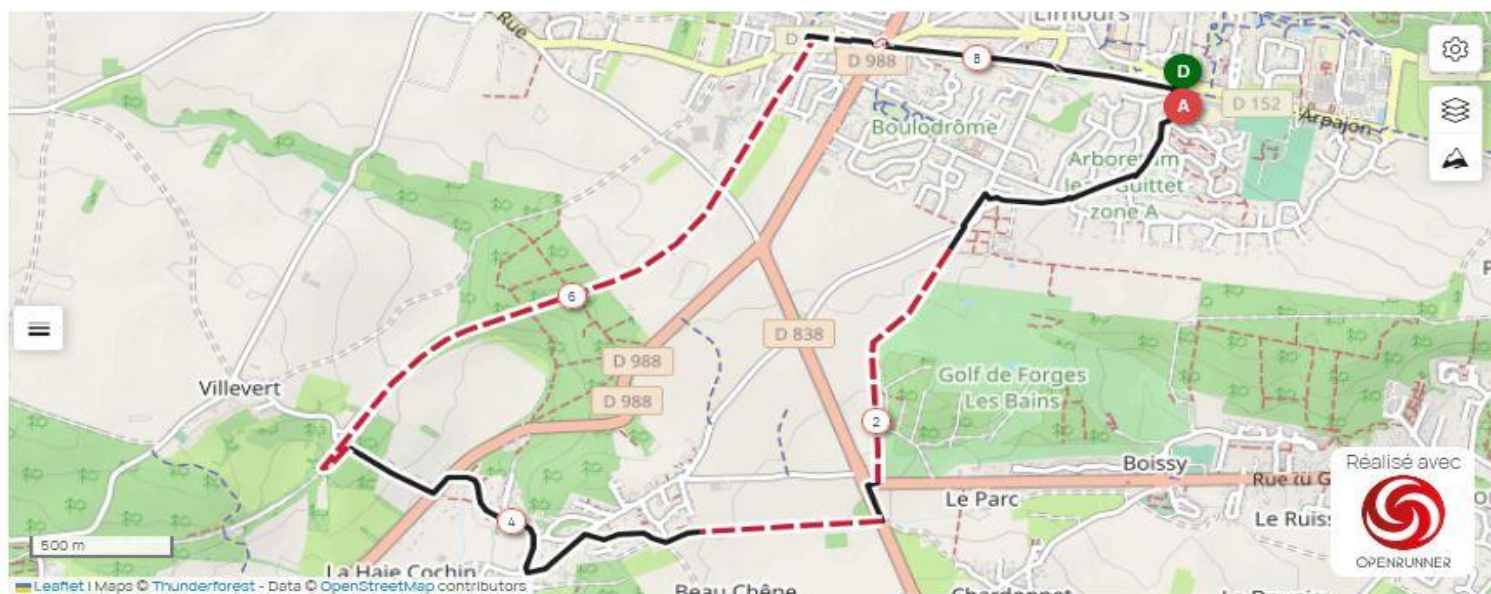 Rue
Limours
D
D 988
8
D
A
D 152
Arpajon
Boulodrôme
Arboretum
zone A
6
D 838
D 988
D 988
Villevert
Golf de Forges
Les Bains
2
Boissy
Réalisé avec
Le Parc
4
500 m
La Haie Cochin
OPENRUNNER
Leaflet | Maps © Thunderforest - Data © OpenStreetMap contributors
Beau Chêne